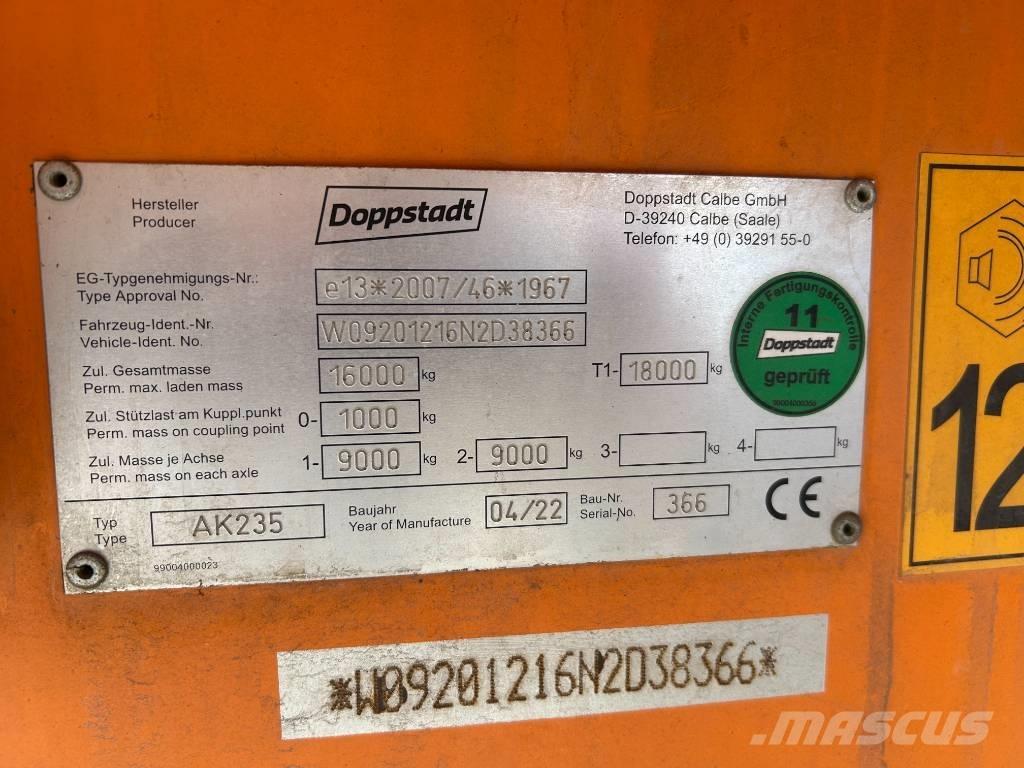 Hersteller
Producer
Doppstadt
Doppstadt Calbe GmbH
D-39240 Calbe (Saale)
Telefon: +49 (0) 39291 55-0
EG-Typgenehmigungs-Nr.:
Type Approval No.
e13*2007/46*1967
Fahrzeug-Ident.-Nr.
Vehicle-Ident. No.
W09201216N2D38366
Zul. Gesamtmasse
Perm. max. laden mass
16000 kg
T1- 18000 kg
Zul. Stützlast am Kuppl.punkt
Perm. mass on coupling point
0- 1000 kg
Zul. Masse je Achse
Perm. mass on each axle
1- 9000 kg 2- 9000 kg 3- kg 4- kg
Interne Fertigungskontrolle
11
Doppstadt
geprüft
99004000366
Typ
Type
AK235
Baujahr
Year of Manufacture
04/22
Bau-Nr.
Serial-No.
366
CE
99004000023
*W09201216N2D38366*
12
MASCUS